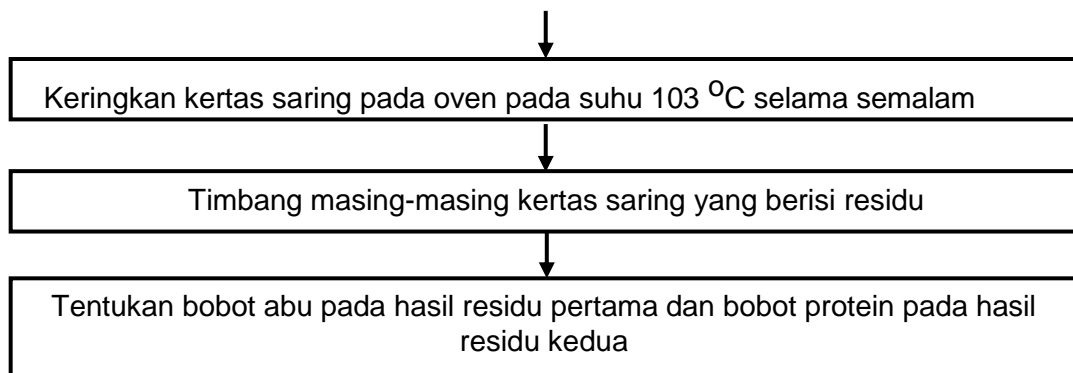 Keringkan kertas saring pada oven pada suhu 103 °C selama semalam
Timbang masing-masing kertas saring yang berisi residu
Tentukan bobot abu pada hasil residu pertama dan bobot protein pada hasil
residu kedua